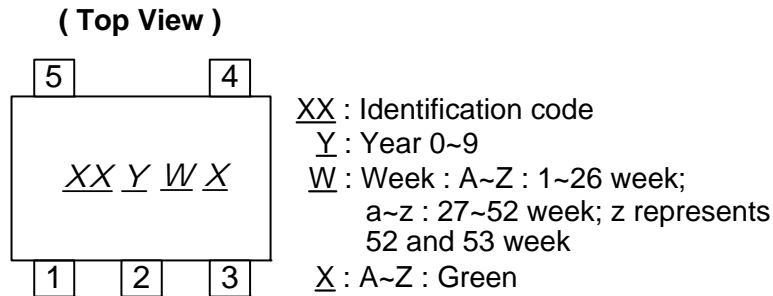 ( Top View )
5 4
XX Y W X
1 2 3
XX : Identification code
Y : Year 0~9
W : Week : A~Z : 1~26 week;
a~z : 27~52 week; z represents
52 and 53 week
X : A~Z : Green